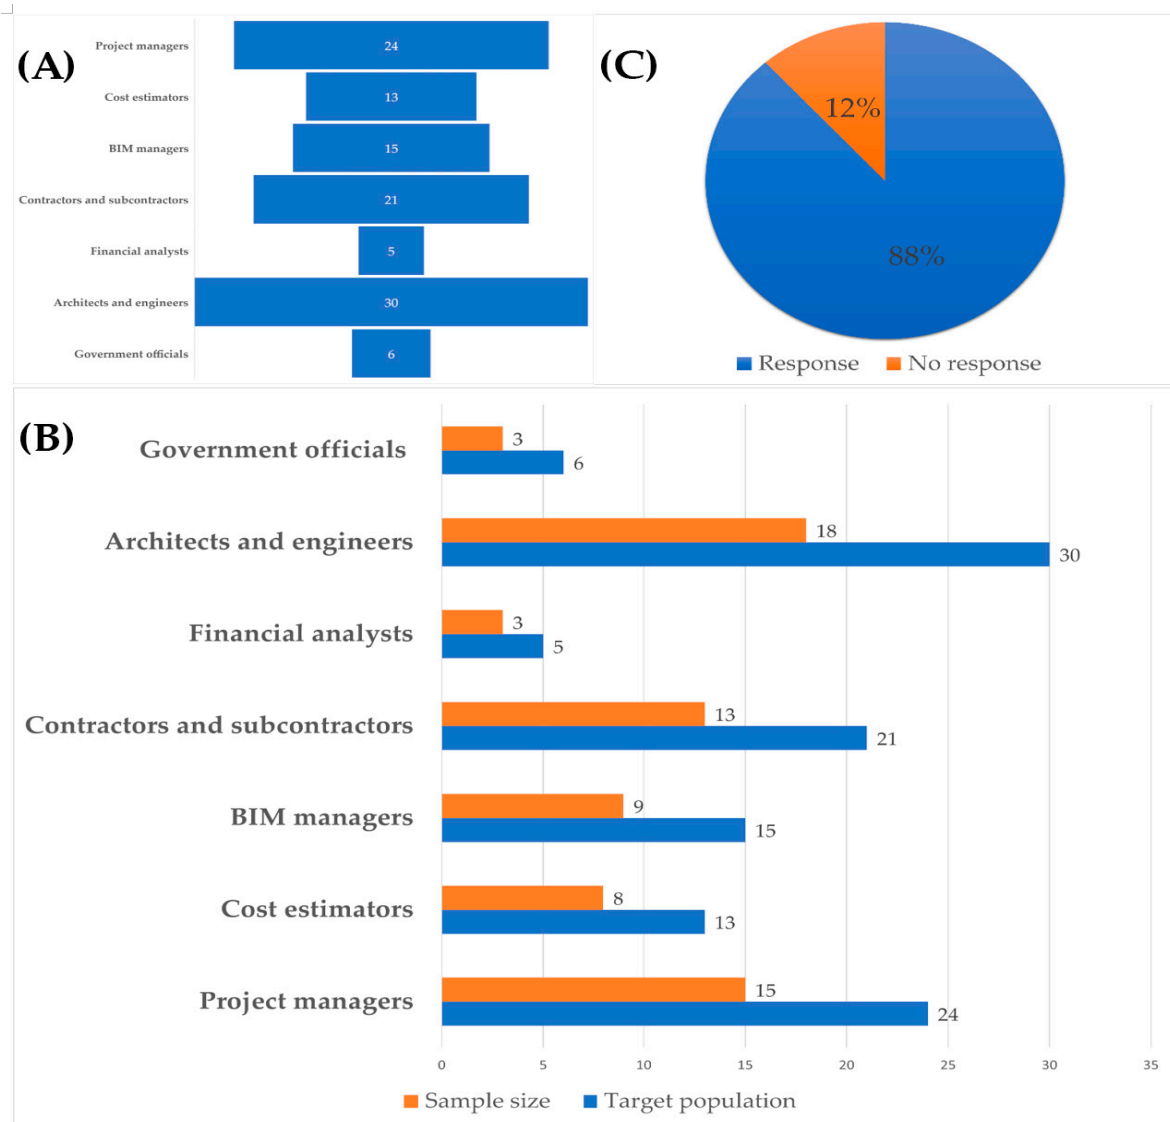 (A)
Project managers 24
Cost estimators 13
BIM managers 15
Contractors and subcontractors 21
Financial analysts 5
Architects and engineers 30
Government officials 6
(C)
12%
88%
Response No response
(B)
Government officials 3
6
Architects and engineers 18
30
Financial analysts 3
5
Contractors and subcontractors 13
21
BIM managers 9
15
Cost estimators 8
13
Project managers 15
24
0 5 10 15 20 25 30 35
Sample size Target population